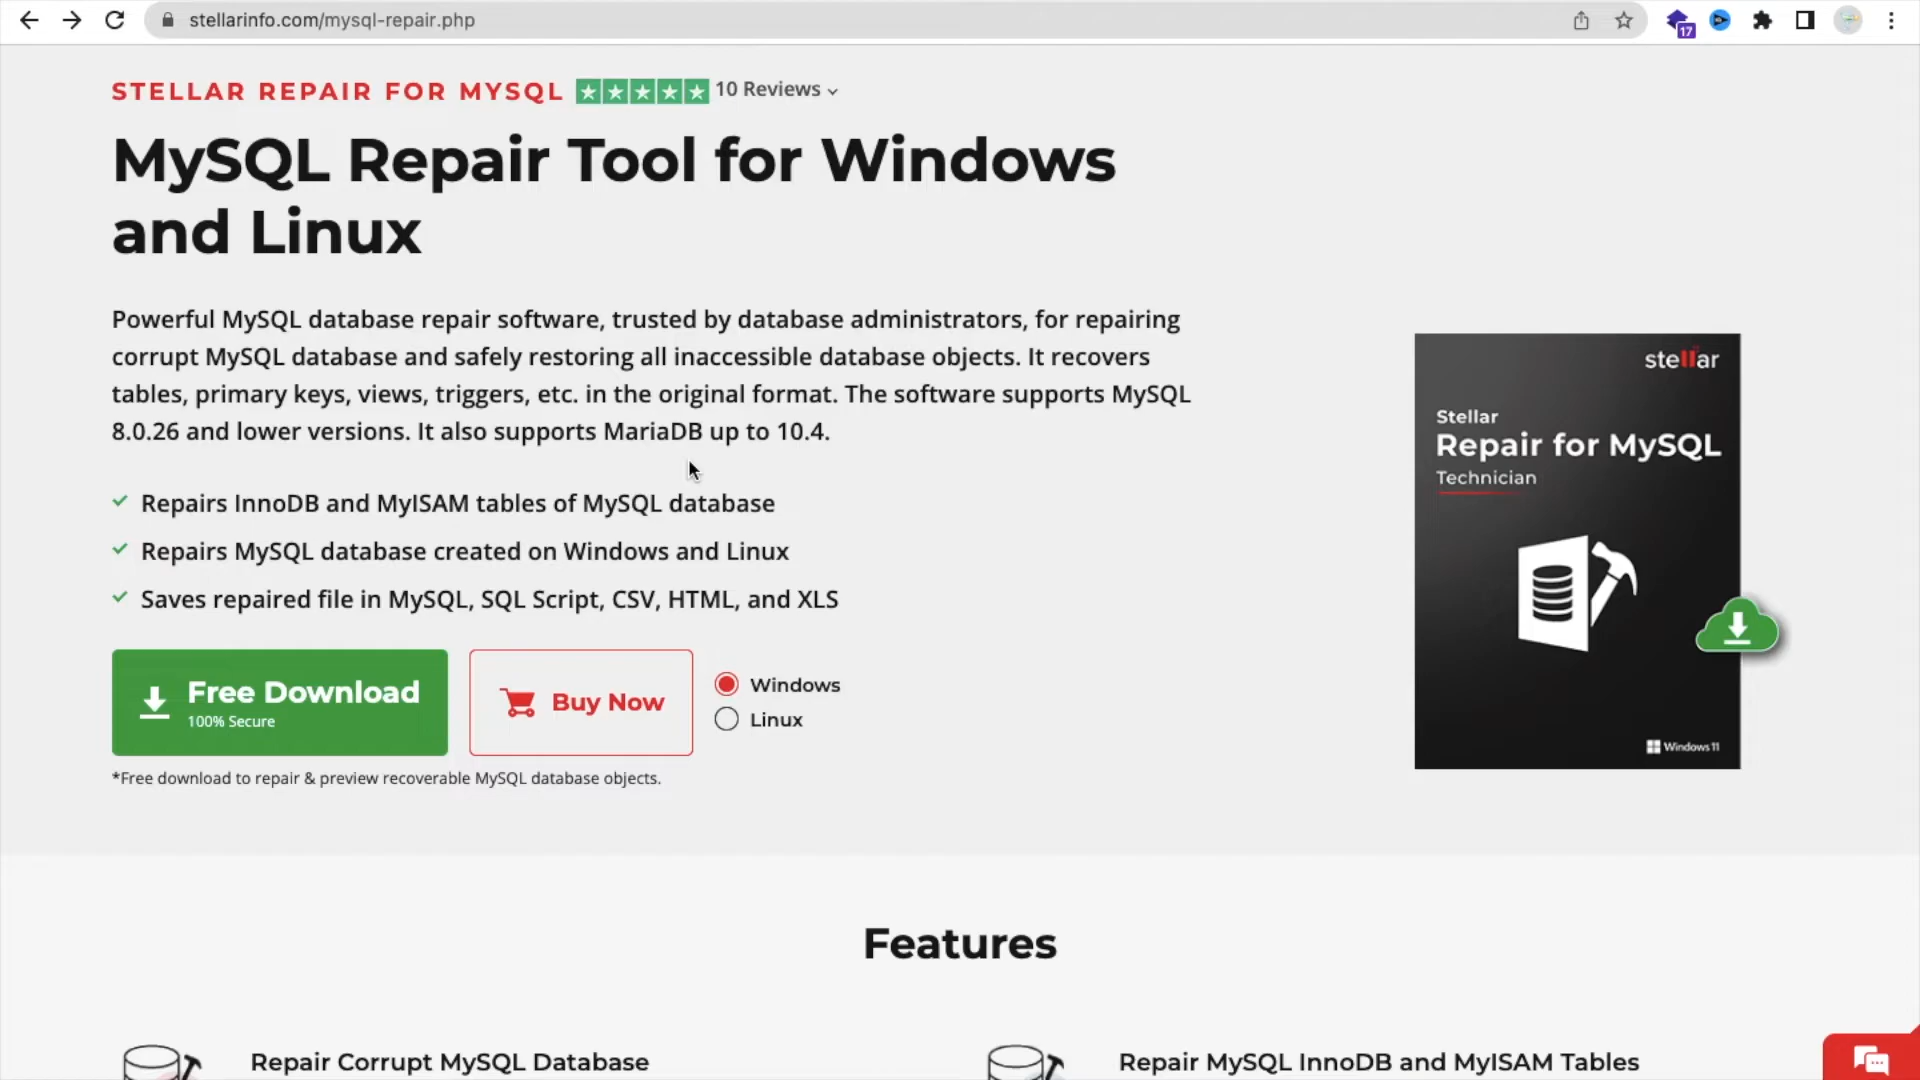 stellarinfo.com/mysql-repair.php
17
STELLAR REPAIR FOR MYSQL 10 Reviews
MySQL Repair Tool for Windows
and Linux
Powerful MySQL database repair software, trusted by database administrators, for repairing
corrupt MySQL database and safely restoring all inaccessible database objects. It recovers
tables, primary keys, views, triggers, etc. in the original format. The software supports MySQL
8.0.26 and lower versions. It also supports MariaDB up to 10.4.
Repairs InnoDB and MyISAM tables of MySQL database
Repairs MySQL database created on Windows and Linux
Saves repaired file in MySQL, SQL Script, CSV, HTML, and XLS
Free Download
100% Secure
Buy Now
Windows
Linux
*Free download to repair & preview recoverable MySQL database objects.
stellar
Stellar
Repair for MySQL
Technician
Windows 11
Features
Repair Corrupt MySQL Database
Repair MySQL InnoDB and MyISAM Tables